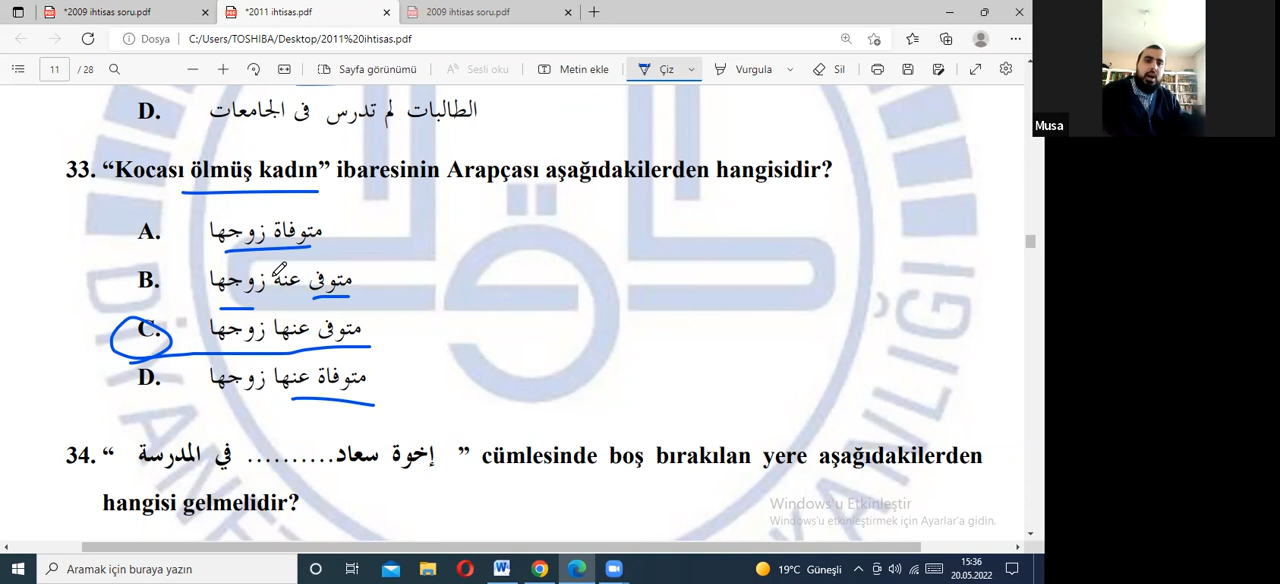 *2009 ihtisas soru.pdf
*2011 ihtisas.pdf
2009 ihtisas soru.pdf
Dosya C:/Users/TOSHIBA/Desktop/2011%20ihtisas.pdf
11 / 28 Sayfa görünümü Sesli oku Metin ekle Çiz Vurgula Sil
Musa
D. الطالبات لم تدرس فى الجامعات
33. “Kocası ölmüş kadın” ibaresinin Arapçası aşağıdakilerden hangisidir?
A. متوفاة زوجها
B. متوفى عنه زوجها
C. متوفى عنها زوجها
D. متوفاة عنها زوجها
34. “ إخوة سعاد.......... في المدرسة ” cümlesinde boş bırakılan yere aşağıdakilerden
hangisi gelmelidir?
DİYANET
KANLIĞI
Windows'u Etkinleştir
Windows'u etkinleştirmek için Ayarlar'a gidin.
Aramak için buraya yazın
19°C Güneşli
15:36
20.05.2022